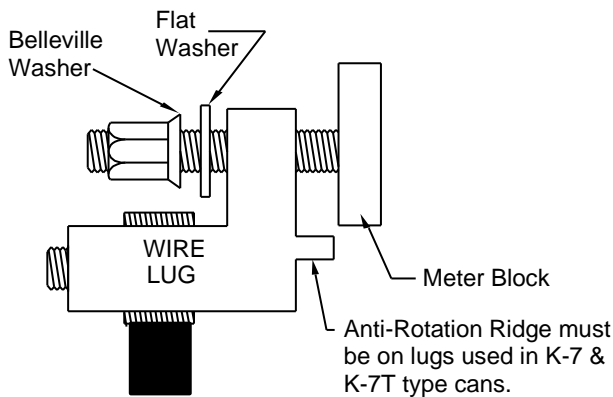 Flat
Washer
Belleville
Washer
WIRE
LUG
Meter Block
Anti-Rotation Ridge must
be on lugs used in K-7 &
K-7T type cans.